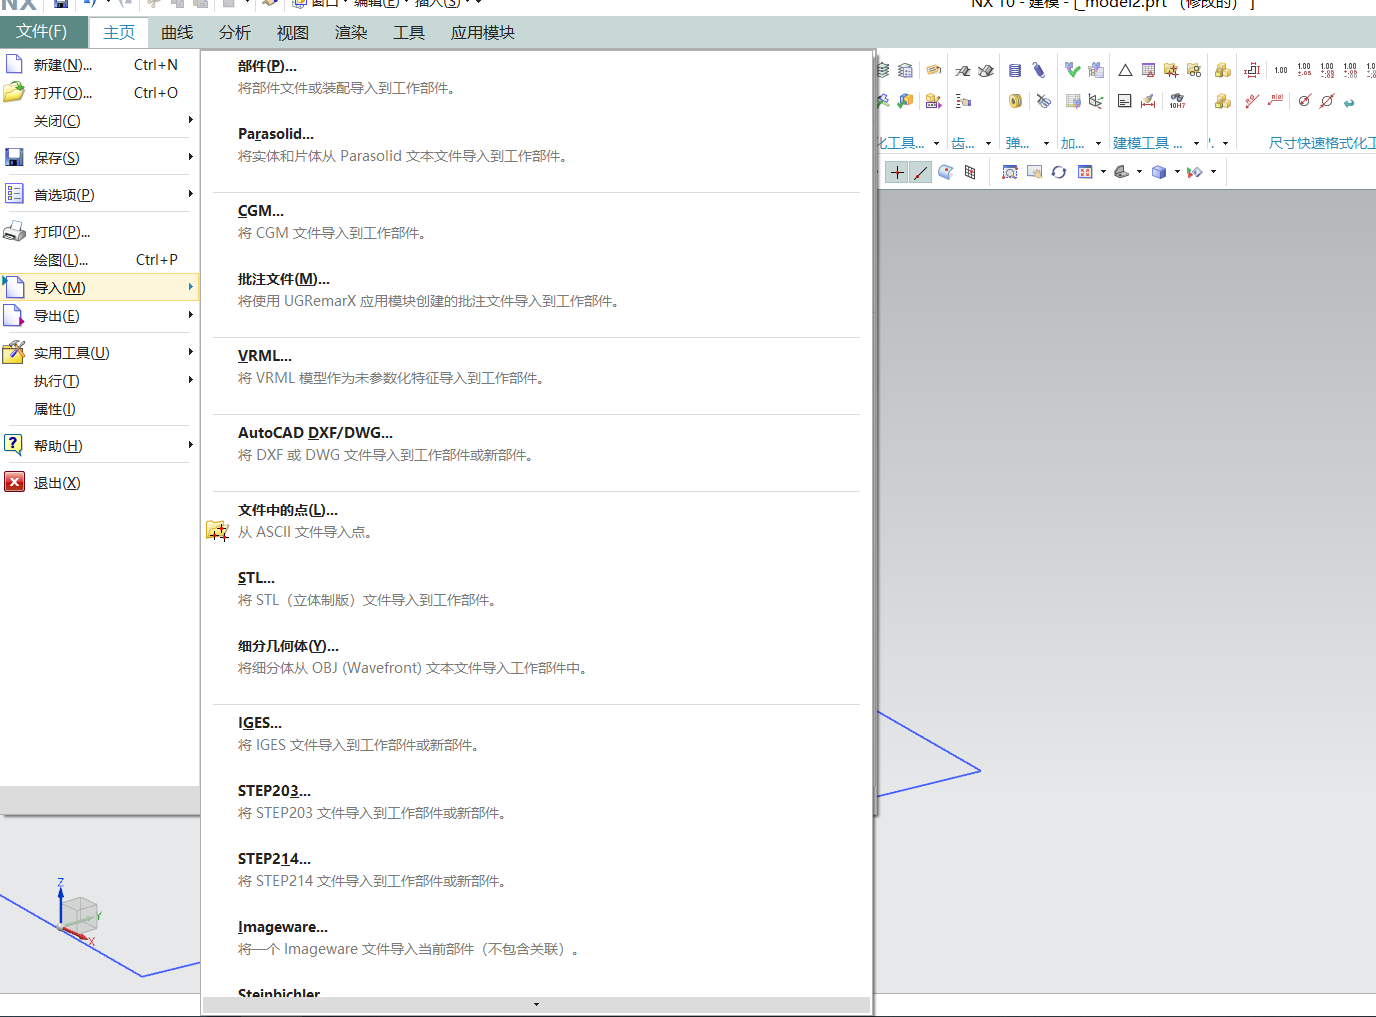 NX
窗口 编辑(E) 插入(S)
NX 10 - 建模 - [_model2.prt （修改的） ]
文件(F) 主页 曲线 分析 视图 渲染 工具 应用模块
新建(N)... Ctrl+N
打开(O)... Ctrl+O
关闭(C)
保存(S)
首选项(P)
打印(P)...
绘图(L)... Ctrl+P
导入(M)
导出(E)
实用工具(U)
执行(T)
属性(I)
帮助(H)
退出(X)
部件(P)...
将部件文件或装配导入到工作部件。
Parasolid...
将实体和片体从 Parasolid 文本文件导入到工作部件。
CGM...
将 CGM 文件导入到工作部件。
批注文件(M)...
将使用 UGRemarX 应用模块创建的批注文件导入到工作部件。
VRML...
将 VRML 模型作为未参数化特征导入到工作部件。
AutoCAD DXF/DWG...
将 DXF 或 DWG 文件导入到工作部件或新部件。
文件中的点(L)...
从 ASCII 文件导入点。
STL...
将 STL（立体制版）文件导入到工作部件。
细分几何体(Y)...
将细分体从 OBJ (Wavefront) 文本文件导入工作部件中。
IGES...
将 IGES 文件导入到工作部件或新部件。
STEP203...
将 STEP203 文件导入到工作部件或新部件。
STEP214...
将 STEP214 文件导入到工作部件或新部件。
Imageware...
将一个 Imageware 文件导入当前部件（不包含关联）。
Steinbichler
1.00
10H7
化工具... 齿... 弹... 加... 建模工具 ... 尺寸快速格式化工
Z
Y
X